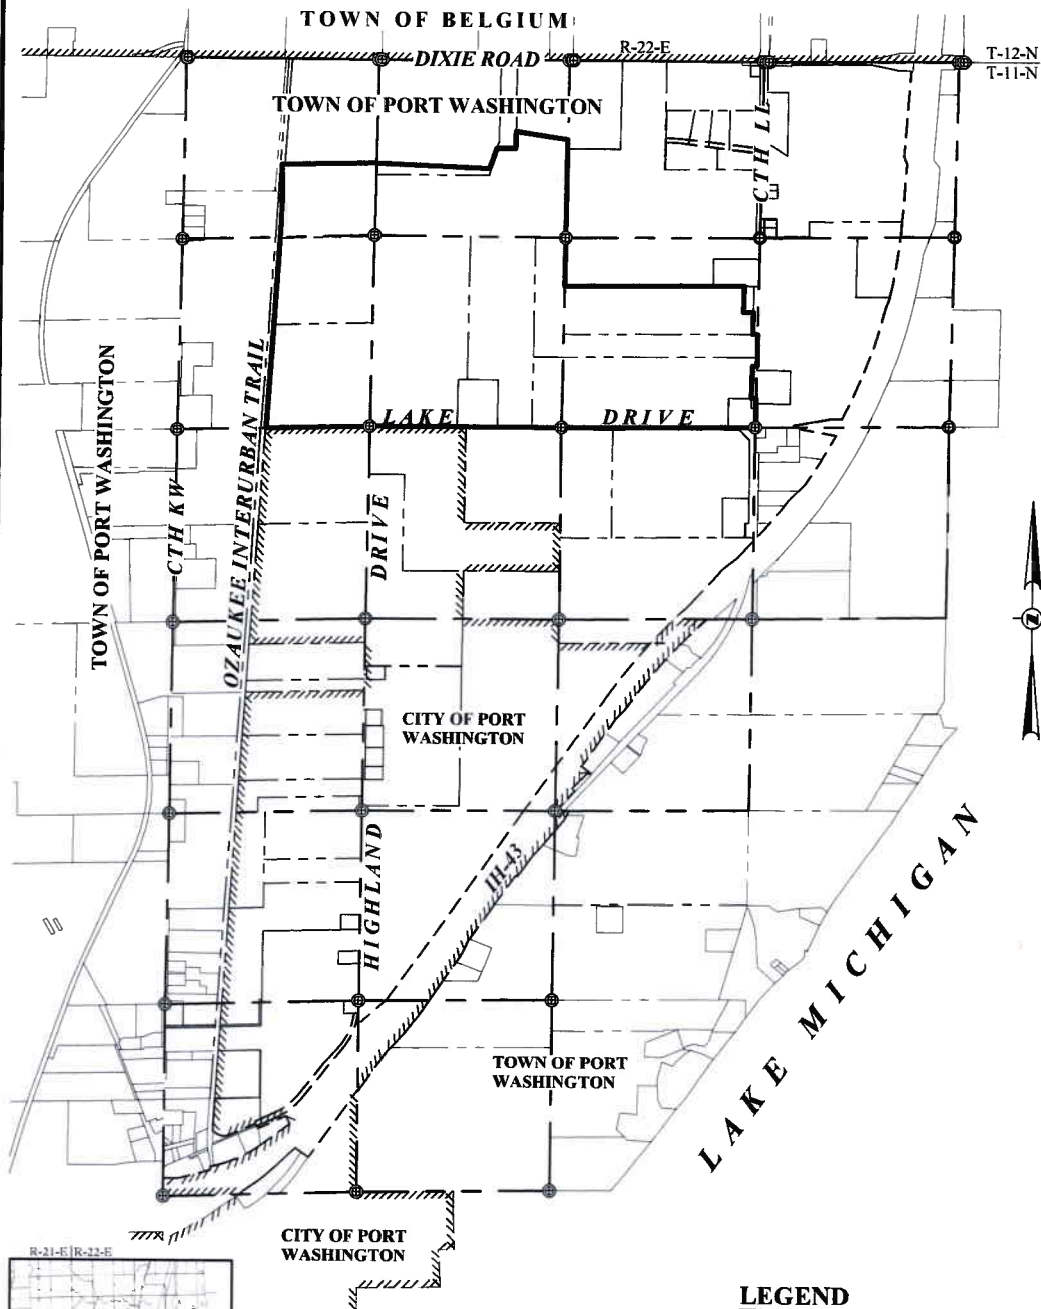 TOWN OF BELGIUM
R-22-E
DIXIE ROAD
T-12-N
T-11-N
TOWN OF PORT WASHINGTON
CTH LL
TOWN OF PORT WASHINGTON
CTH KW
OZAUKEE INTERURBAN TRAIL
LAKE DRIVE
HIGHLAND DRIVE
N
CITY OF PORT
WASHINGTON
IH-43
LAKE MICHIGAN
TOWN OF PORT
WASHINGTON
CITY OF PORT
WASHINGTON
R-21-E R-22-E
LEGEND